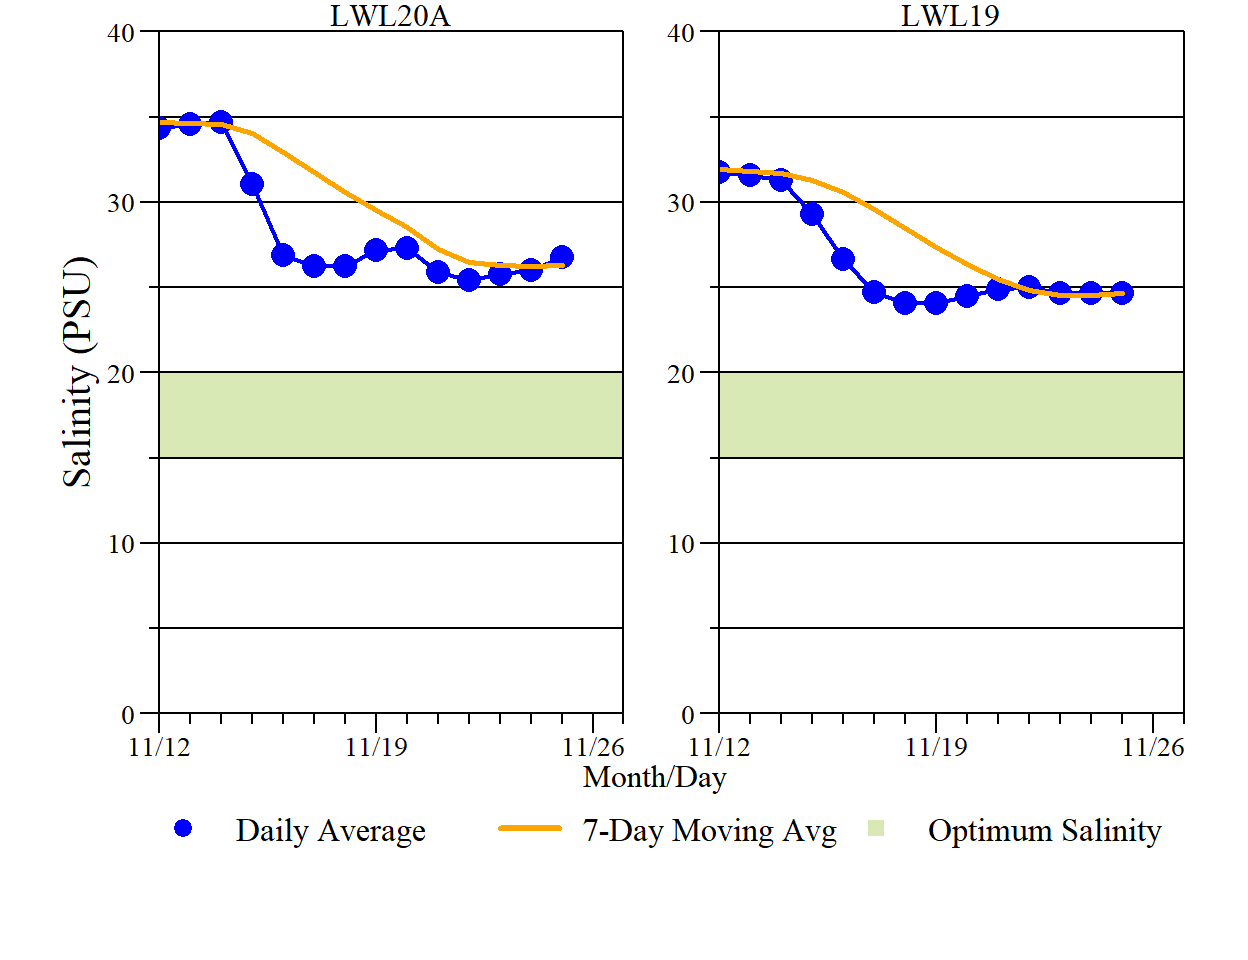 LWL20A
LWL19
40
30
20
10
0
40
30
20
10
0
Salinity (PSU)
11/12
11/19
11/26
11/12
11/19
11/26
Month/Day
Daily Average
7-Day Moving Avg
Optimum Salinity